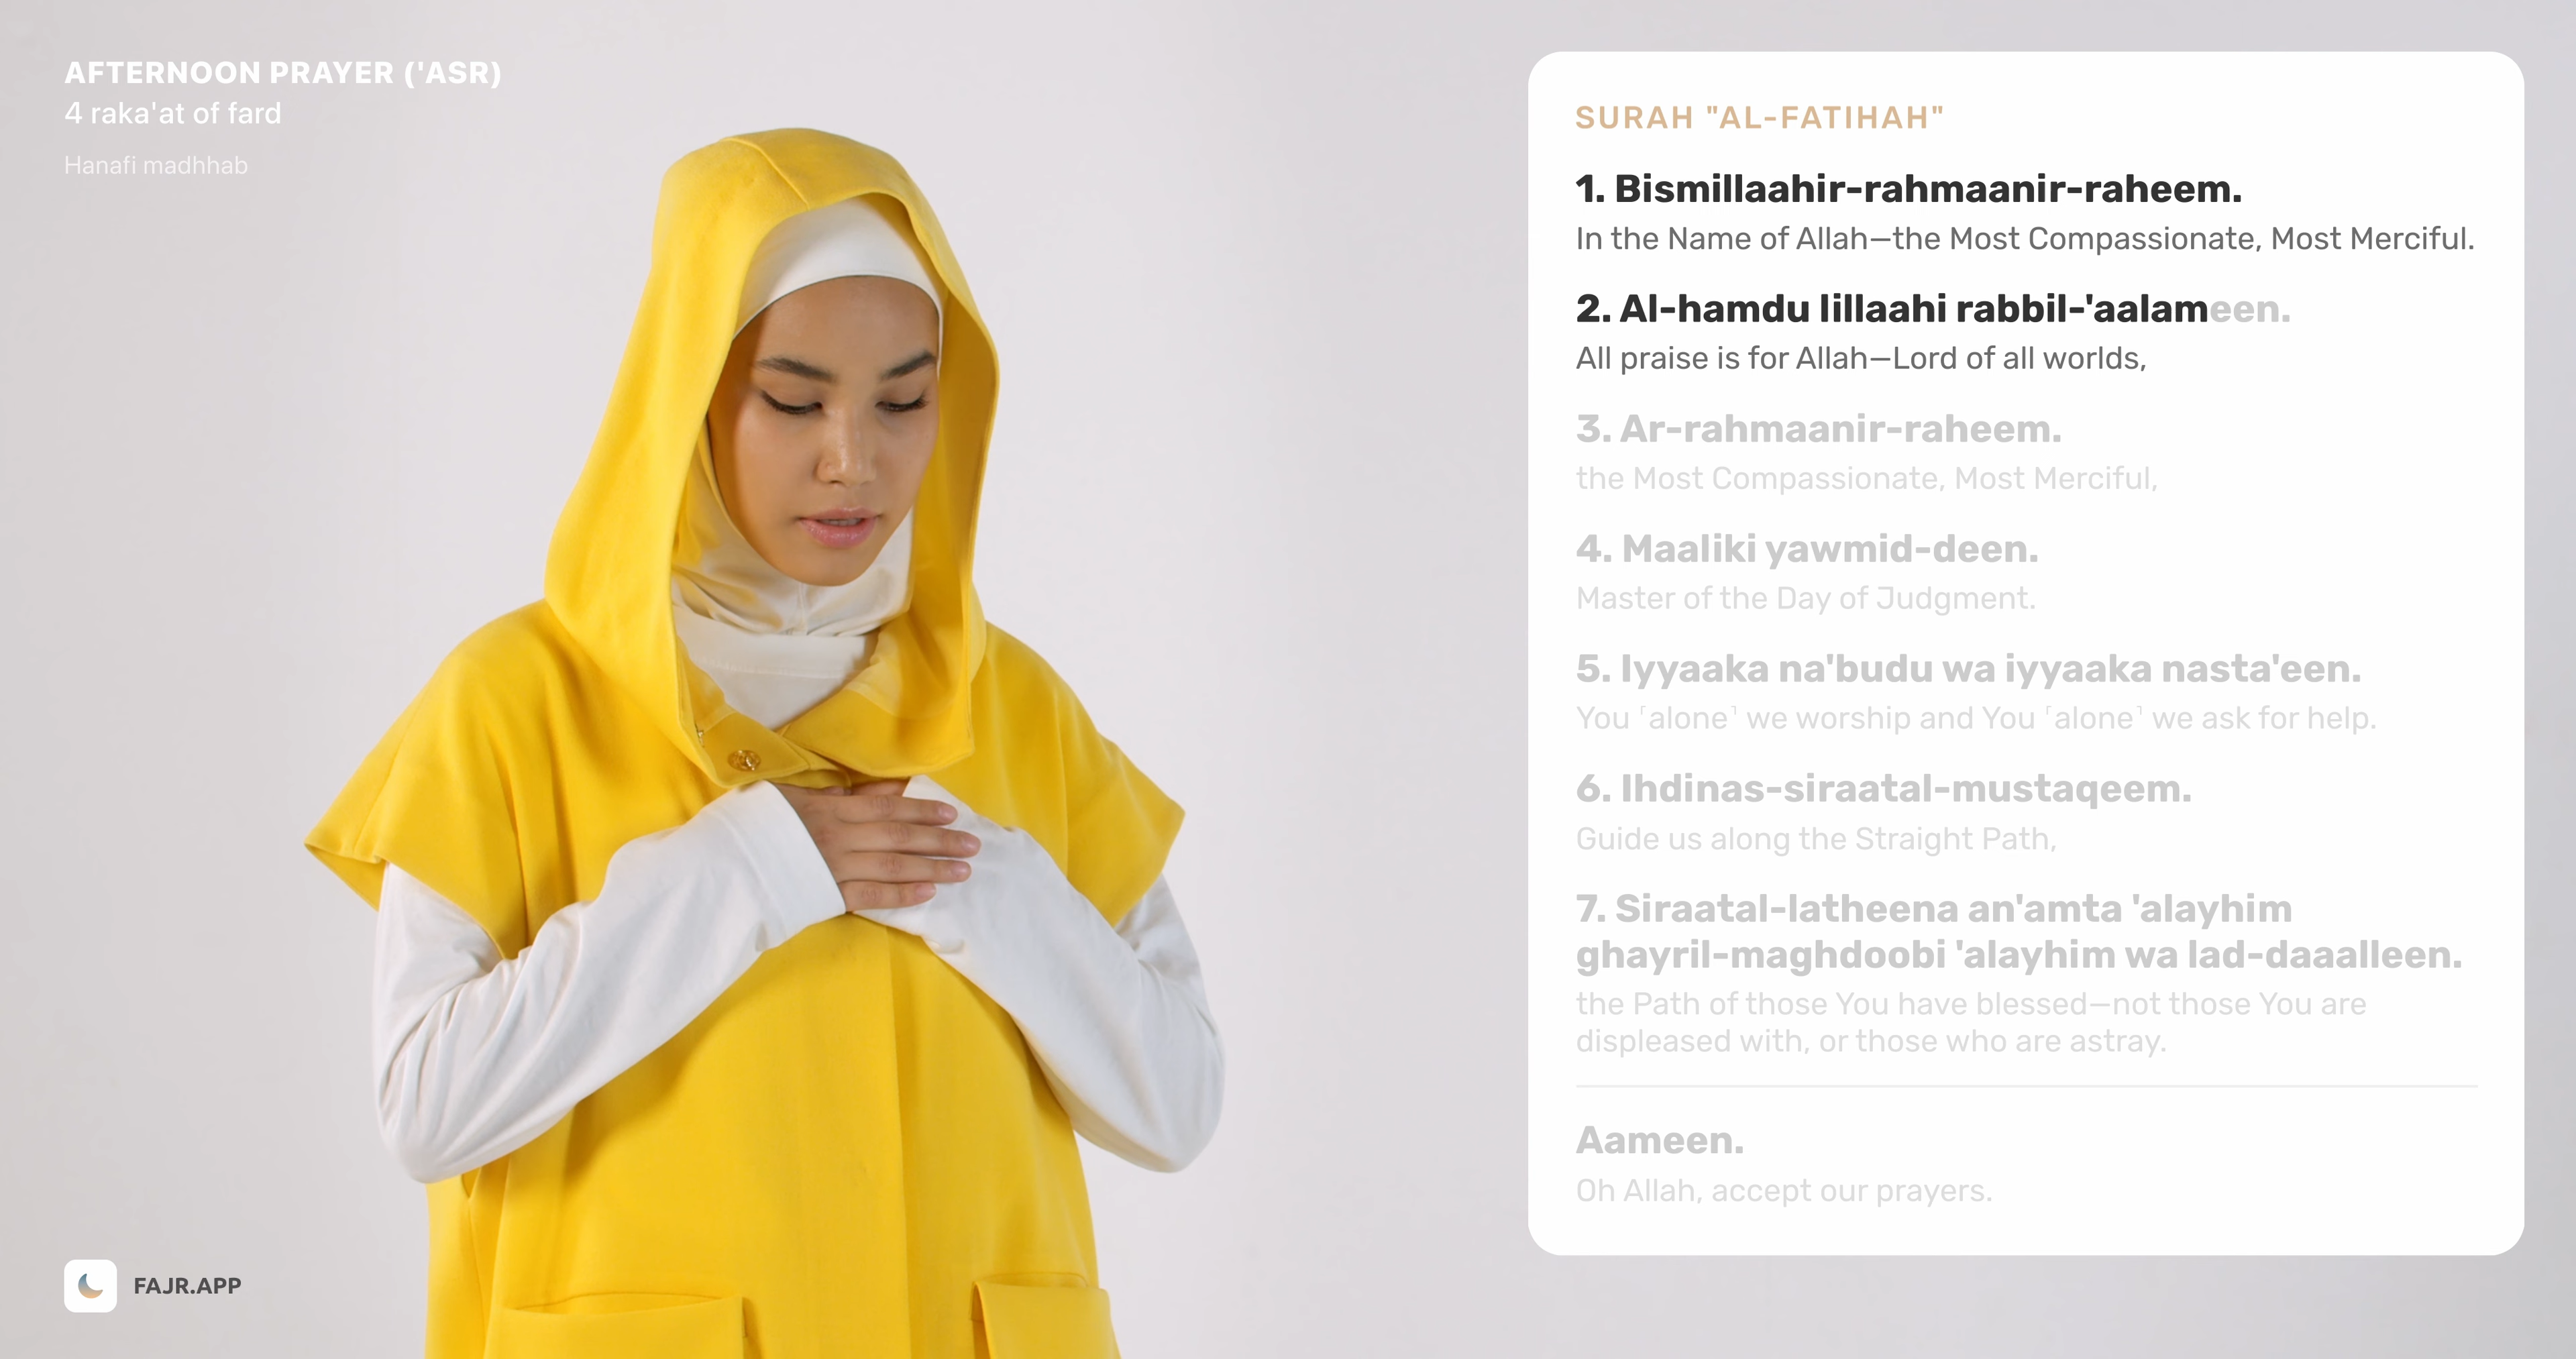 AFTERNOON PRAYER ('ASR)
4 raka'at of fard
Hanafi madhhab
SURAH "AL-FATIHAH"
1. Bismillaahir-rahmaanir-raheem.
In the Name of Allah—the Most Compassionate, Most Merciful.
2. Al-hamdu lillaahi rabbil-'aalameen.
All praise is for Allah—Lord of all worlds,
3. Ar-rahmaanir-raheem.
the Most Compassionate, Most Merciful,
4. Maaliki yawmid-deen.
Master of the Day of Judgment.
5. Iyyaaka na'budu wa iyyaaka nasta'een.
You ˹alone˺ we worship and You ˹alone˺ we ask for help.
6. Ihdinas-siraatal-mustaqeem.
Guide us along the Straight Path,
7. Siraatal-latheena an'amta 'alayhim
ghayril-maghdoobi 'alayhim wa lad-daaalleen.
the Path of those You have blessed—not those You are
displeased with, or those who are astray.
Aameen.
Oh Allah, accept our prayers.
FAJR.APP